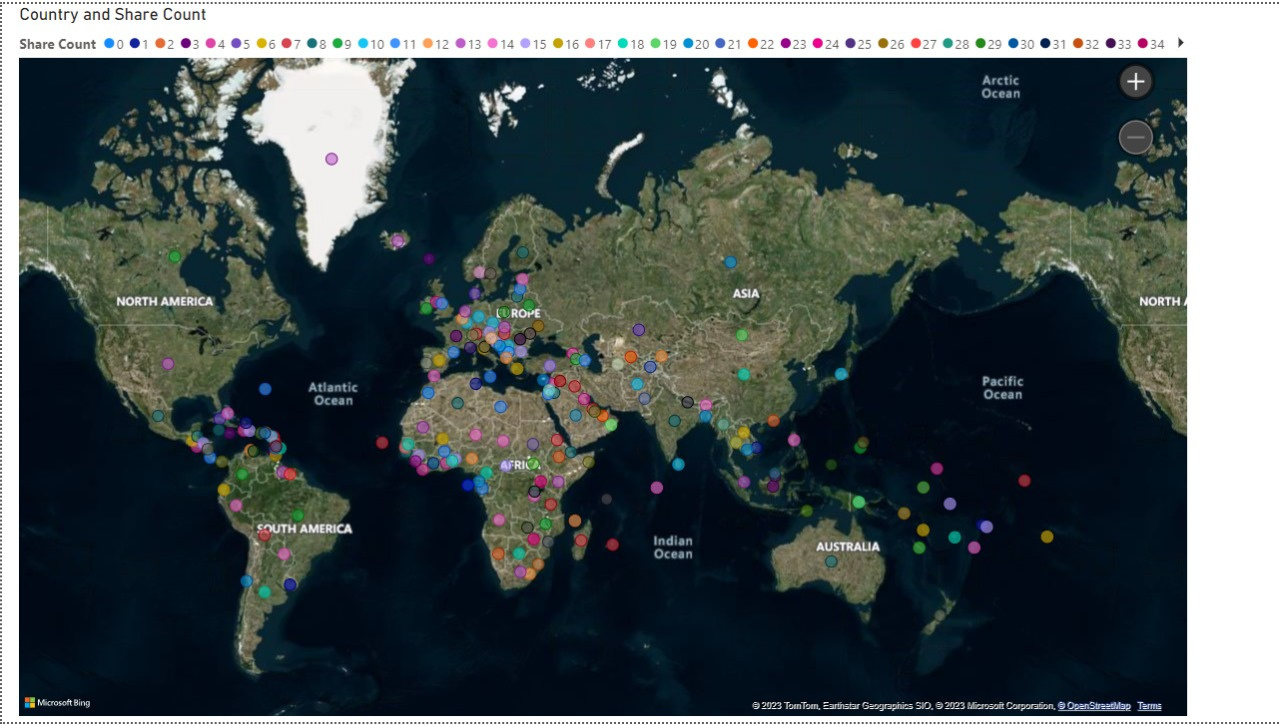 Country and Share Count
Share Count 0 1 2 3 4 5 6 7 8 9 10 11 12 13 14 15 16 17 18 19 20 21 22 23 24 25 26 27 28 29 30 31 32 33 34
Arctic
Ocean
NORTH AMERICA
ASIA
NORTH A
EUROPE
Atlantic
Ocean
Pacific
Ocean
AFRICA
SOUTH AMERICA
Indian
Ocean
AUSTRALIA
Microsoft Bing
© 2023 TomTom, Earthstar Geographics SIO, © 2023 Microsoft Corporation, © OpenStreetMap Terms